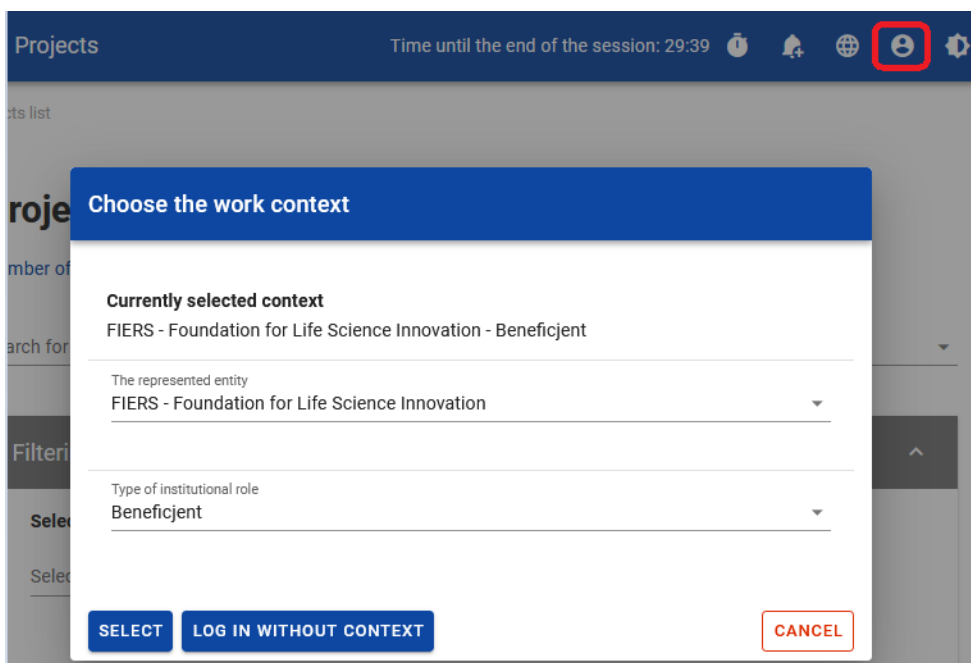 Projects
Time until the end of the session: 29:39
cts list
roje
mber of
arch for
Choose the work context
Currently selected context
FIERS - Foundation for Life Science Innovation - Beneficjent
The represented entity
FIERS - Foundation for Life Science Innovation
Filteri
Type of institutional role
Beneficjent
Selec
Selec
SELECT
LOG IN WITHOUT CONTEXT
CANCEL